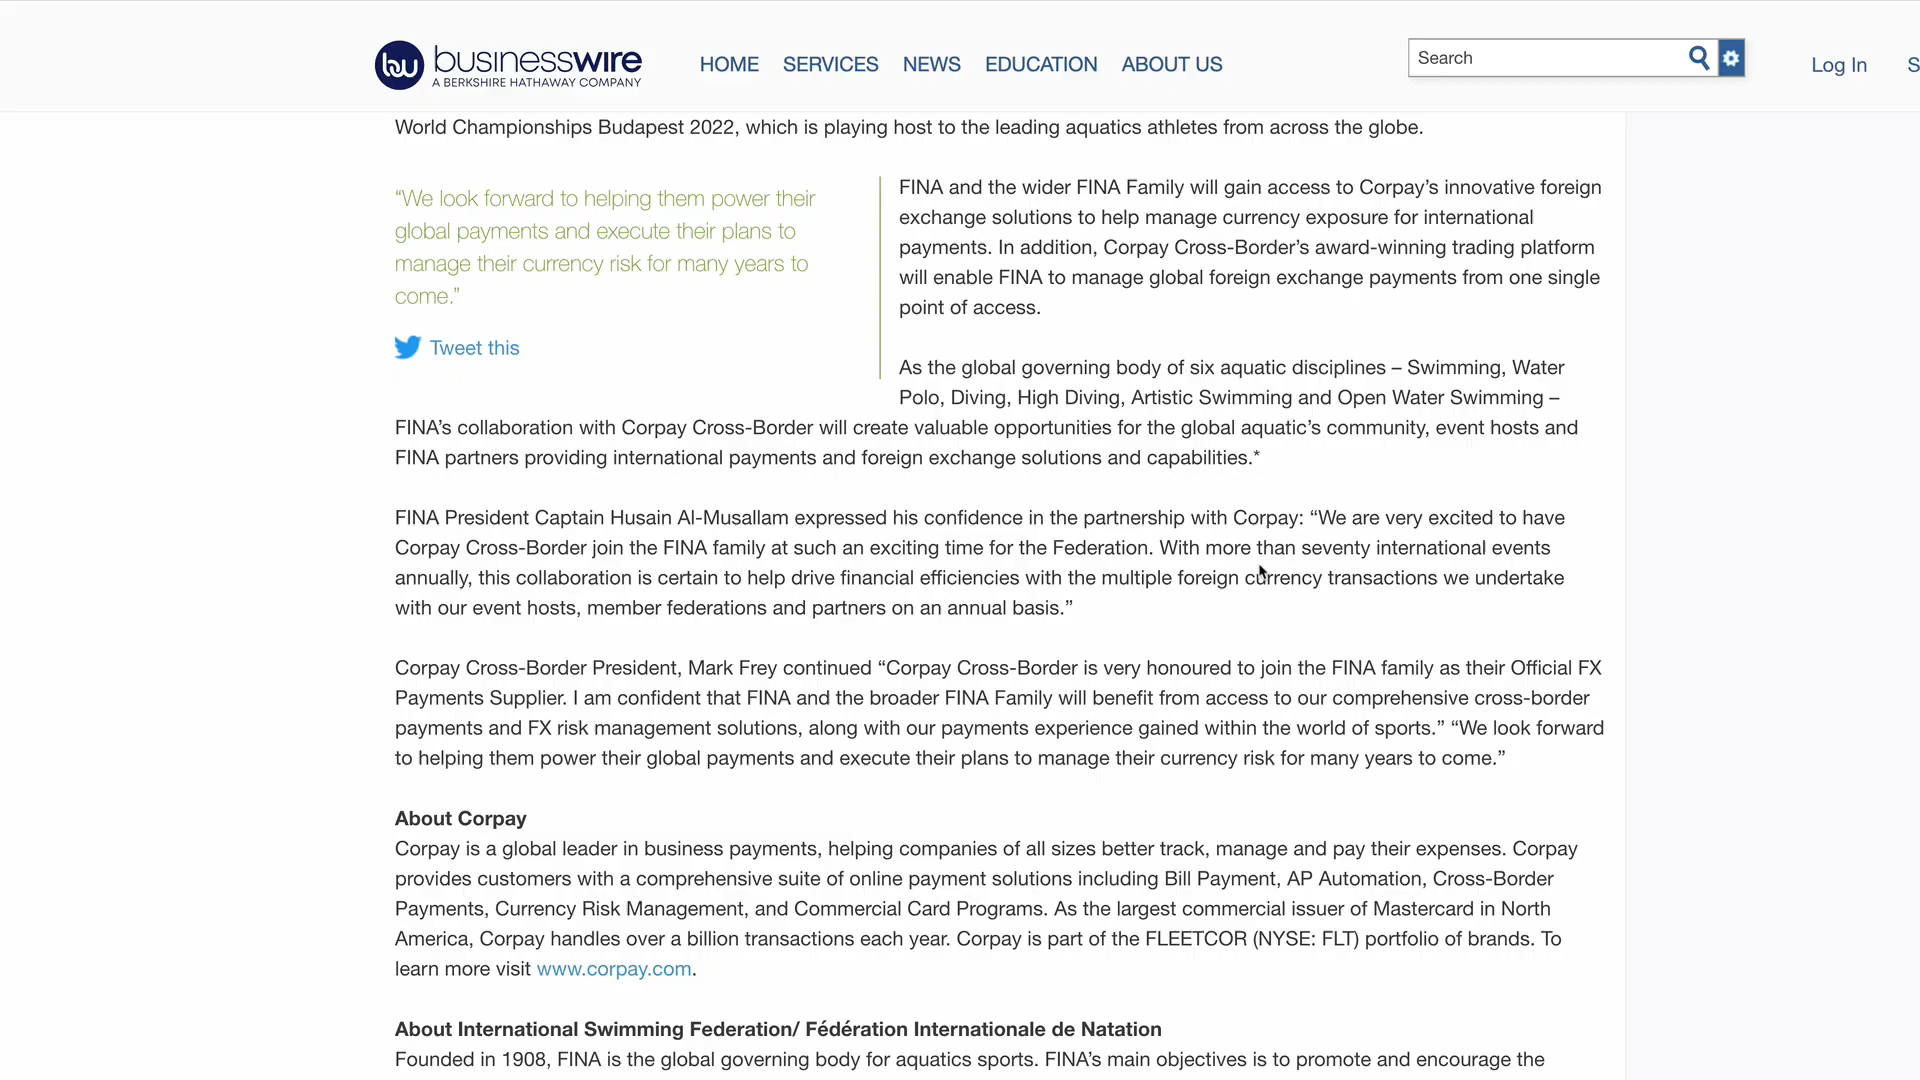 businesswire
A BERKSHIRE HATHAWAY COMPANY
HOME SERVICES NEWS EDUCATION ABOUT US
Search
Log In
S
World Championships Budapest 2022, which is playing host to the leading aquatics athletes from across the globe.
“We look forward to helping them power their
global payments and execute their plans to
manage their currency risk for many years to
come.”
Tweet this
FINA and the wider FINA Family will gain access to Corpay’s innovative foreign
exchange solutions to help manage currency exposure for international
payments. In addition, Corpay Cross-Border’s award-winning trading platform
will enable FINA to manage global foreign exchange payments from one single
point of access.
As the global governing body of six aquatic disciplines – Swimming, Water
Polo, Diving, High Diving, Artistic Swimming and Open Water Swimming –
FINA’s collaboration with Corpay Cross-Border will create valuable opportunities for the global aquatic’s community, event hosts and
FINA partners providing international payments and foreign exchange solutions and capabilities.*
FINA President Captain Husain Al-Musallam expressed his confidence in the partnership with Corpay: “We are very excited to have
Corpay Cross-Border join the FINA family at such an exciting time for the Federation. With more than seventy international events
annually, this collaboration is certain to help drive financial efficiencies with the multiple foreign currency transactions we undertake
with our event hosts, member federations and partners on an annual basis.”
Corpay Cross-Border President, Mark Frey continued “Corpay Cross-Border is very honoured to join the FINA family as their Official FX
Payments Supplier. I am confident that FINA and the broader FINA Family will benefit from access to our comprehensive cross-border
payments and FX risk management solutions, along with our payments experience gained within the world of sports.” “We look forward
to helping them power their global payments and execute their plans to manage their currency risk for many years to come.”
About Corpay
Corpay is a global leader in business payments, helping companies of all sizes better track, manage and pay their expenses. Corpay
provides customers with a comprehensive suite of online payment solutions including Bill Payment, AP Automation, Cross-Border
Payments, Currency Risk Management, and Commercial Card Programs. As the largest commercial issuer of Mastercard in North
America, Corpay handles over a billion transactions each year. Corpay is part of the FLEETCOR (NYSE: FLT) portfolio of brands. To
learn more visit www.corpay.com.
About International Swimming Federation/ Fédération Internationale de Natation
Founded in 1908, FINA is the global governing body for aquatics sports. FINA’s main objectives is to promote and encourage the